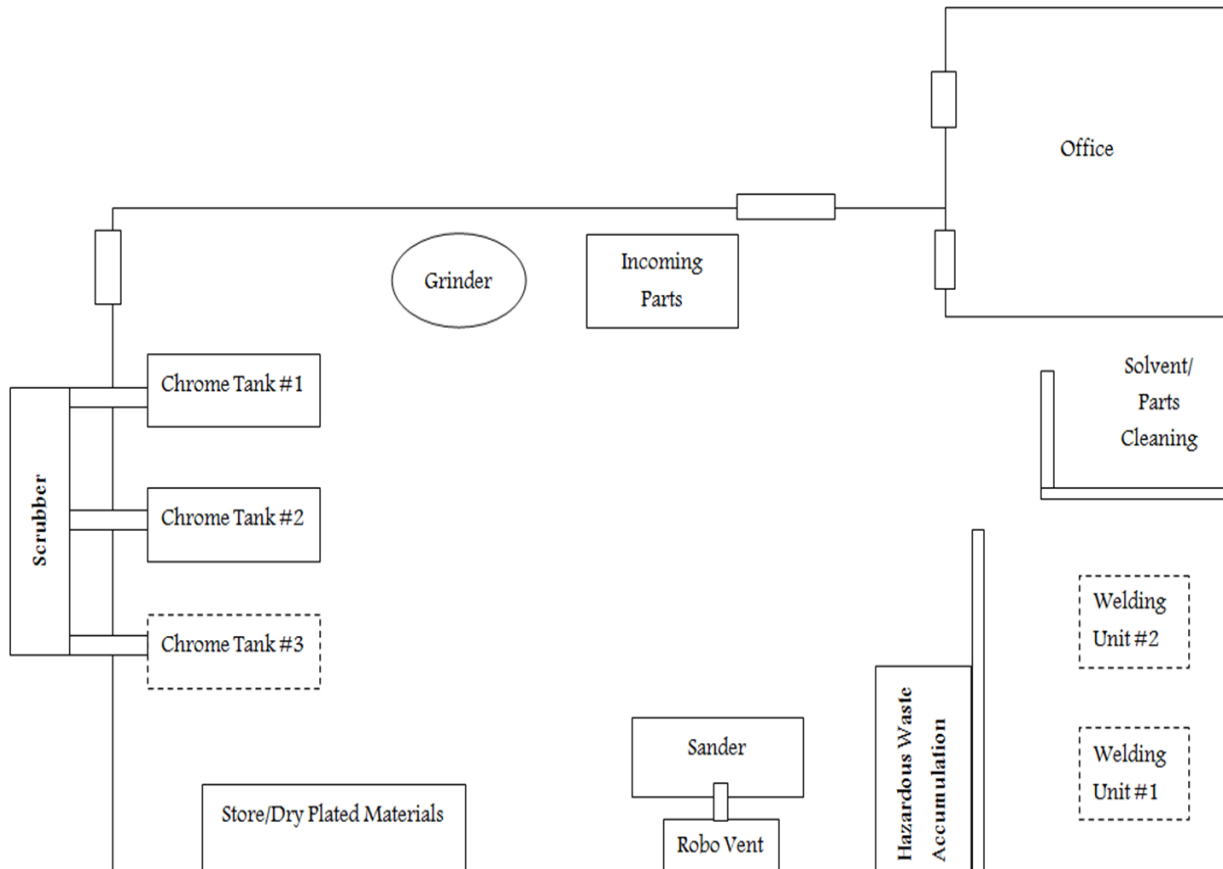 Office
Grinder
Incoming
Parts
Chrome Tank #1
Solvent/
Parts
Cleaning
Scrubber
Chrome Tank #2
Chrome Tank #3
Welding
Unit #2
Sander
Hazardous Waste
Accumulation
Welding
Unit #1
Store/Dry Plated Materials
Robo Vent